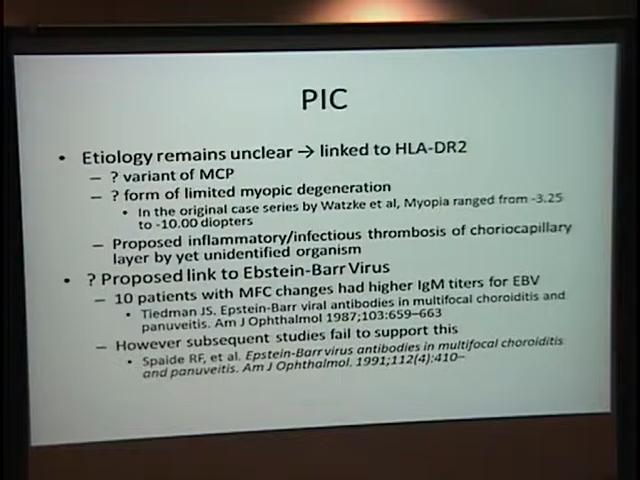 PIC
• Etiology remains unclear → linked to HLA-DR2
– ? variant of MCP
– ? form of limited myopic degeneration
• In the original case series by Watzke et al, Myopia ranged from -3.25
to -10.00 diopters
– Proposed inflammatory/infectious thrombosis of choriocapillary
layer by yet unidentified organism
• ? Proposed link to Ebstein-Barr Virus
– 10 patients with MFC changes had higher IgM titers for EBV
• Tiedman JS. Epstein-Barr viral antibodies in multifocal choroiditis and
panuveitis. Am J Ophthalmol 1987;103:659–663
– However subsequent studies fail to support this
• Spaide RF, et al. Epstein-Barr virus antibodies in multifocal choroiditis
and panuveitis. Am J Ophthalmol. 1991;112(4):410–